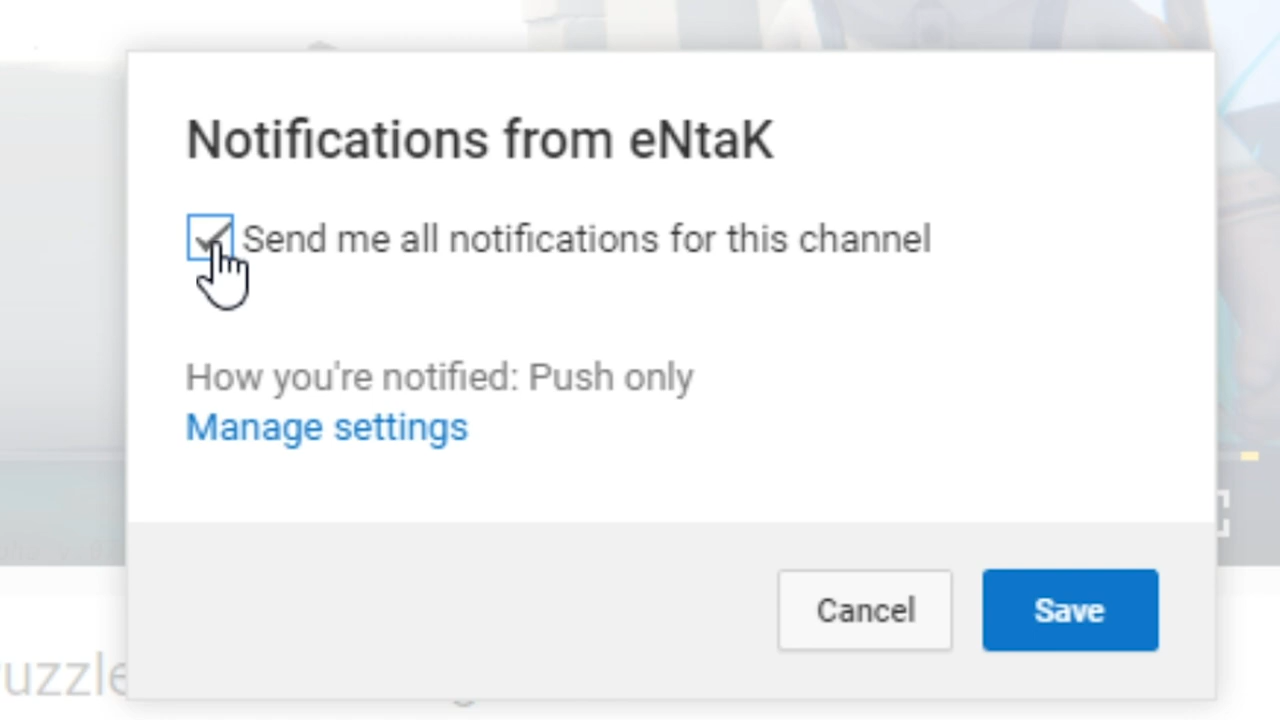 Notifications from eNtaK
Send me all notifications for this channel
How you're notified: Push only
Manage settings
Cancel
Save
uzzle